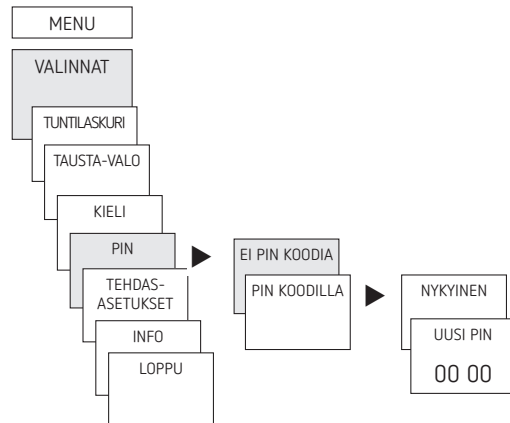 MENU
VALINNAT
TUNTILASKURI
TAUSTA-VALO
KIELI
PIN
TEHDAS-
ASETUKSET
INFO
LOPPU
EI PIN KOODIA
PIN KOODILLA
NYKYINEN
UUSI PIN
00 00